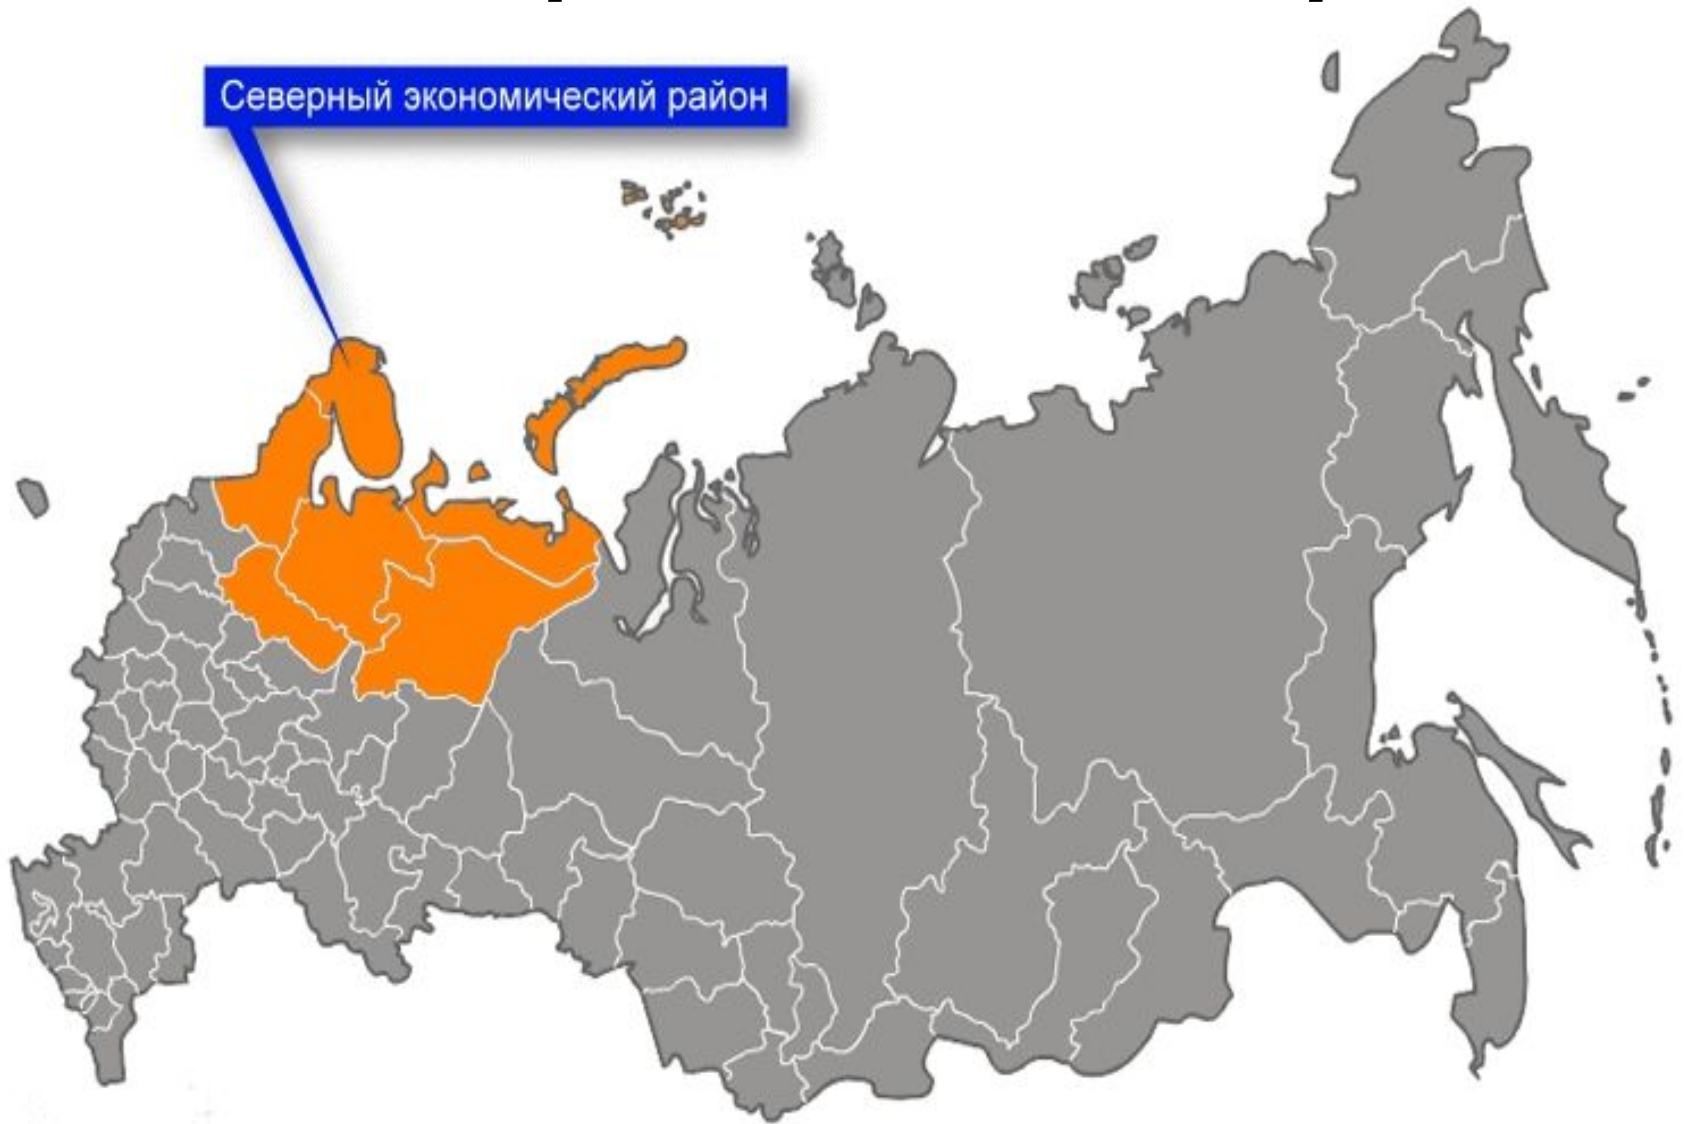 Северный экономический район